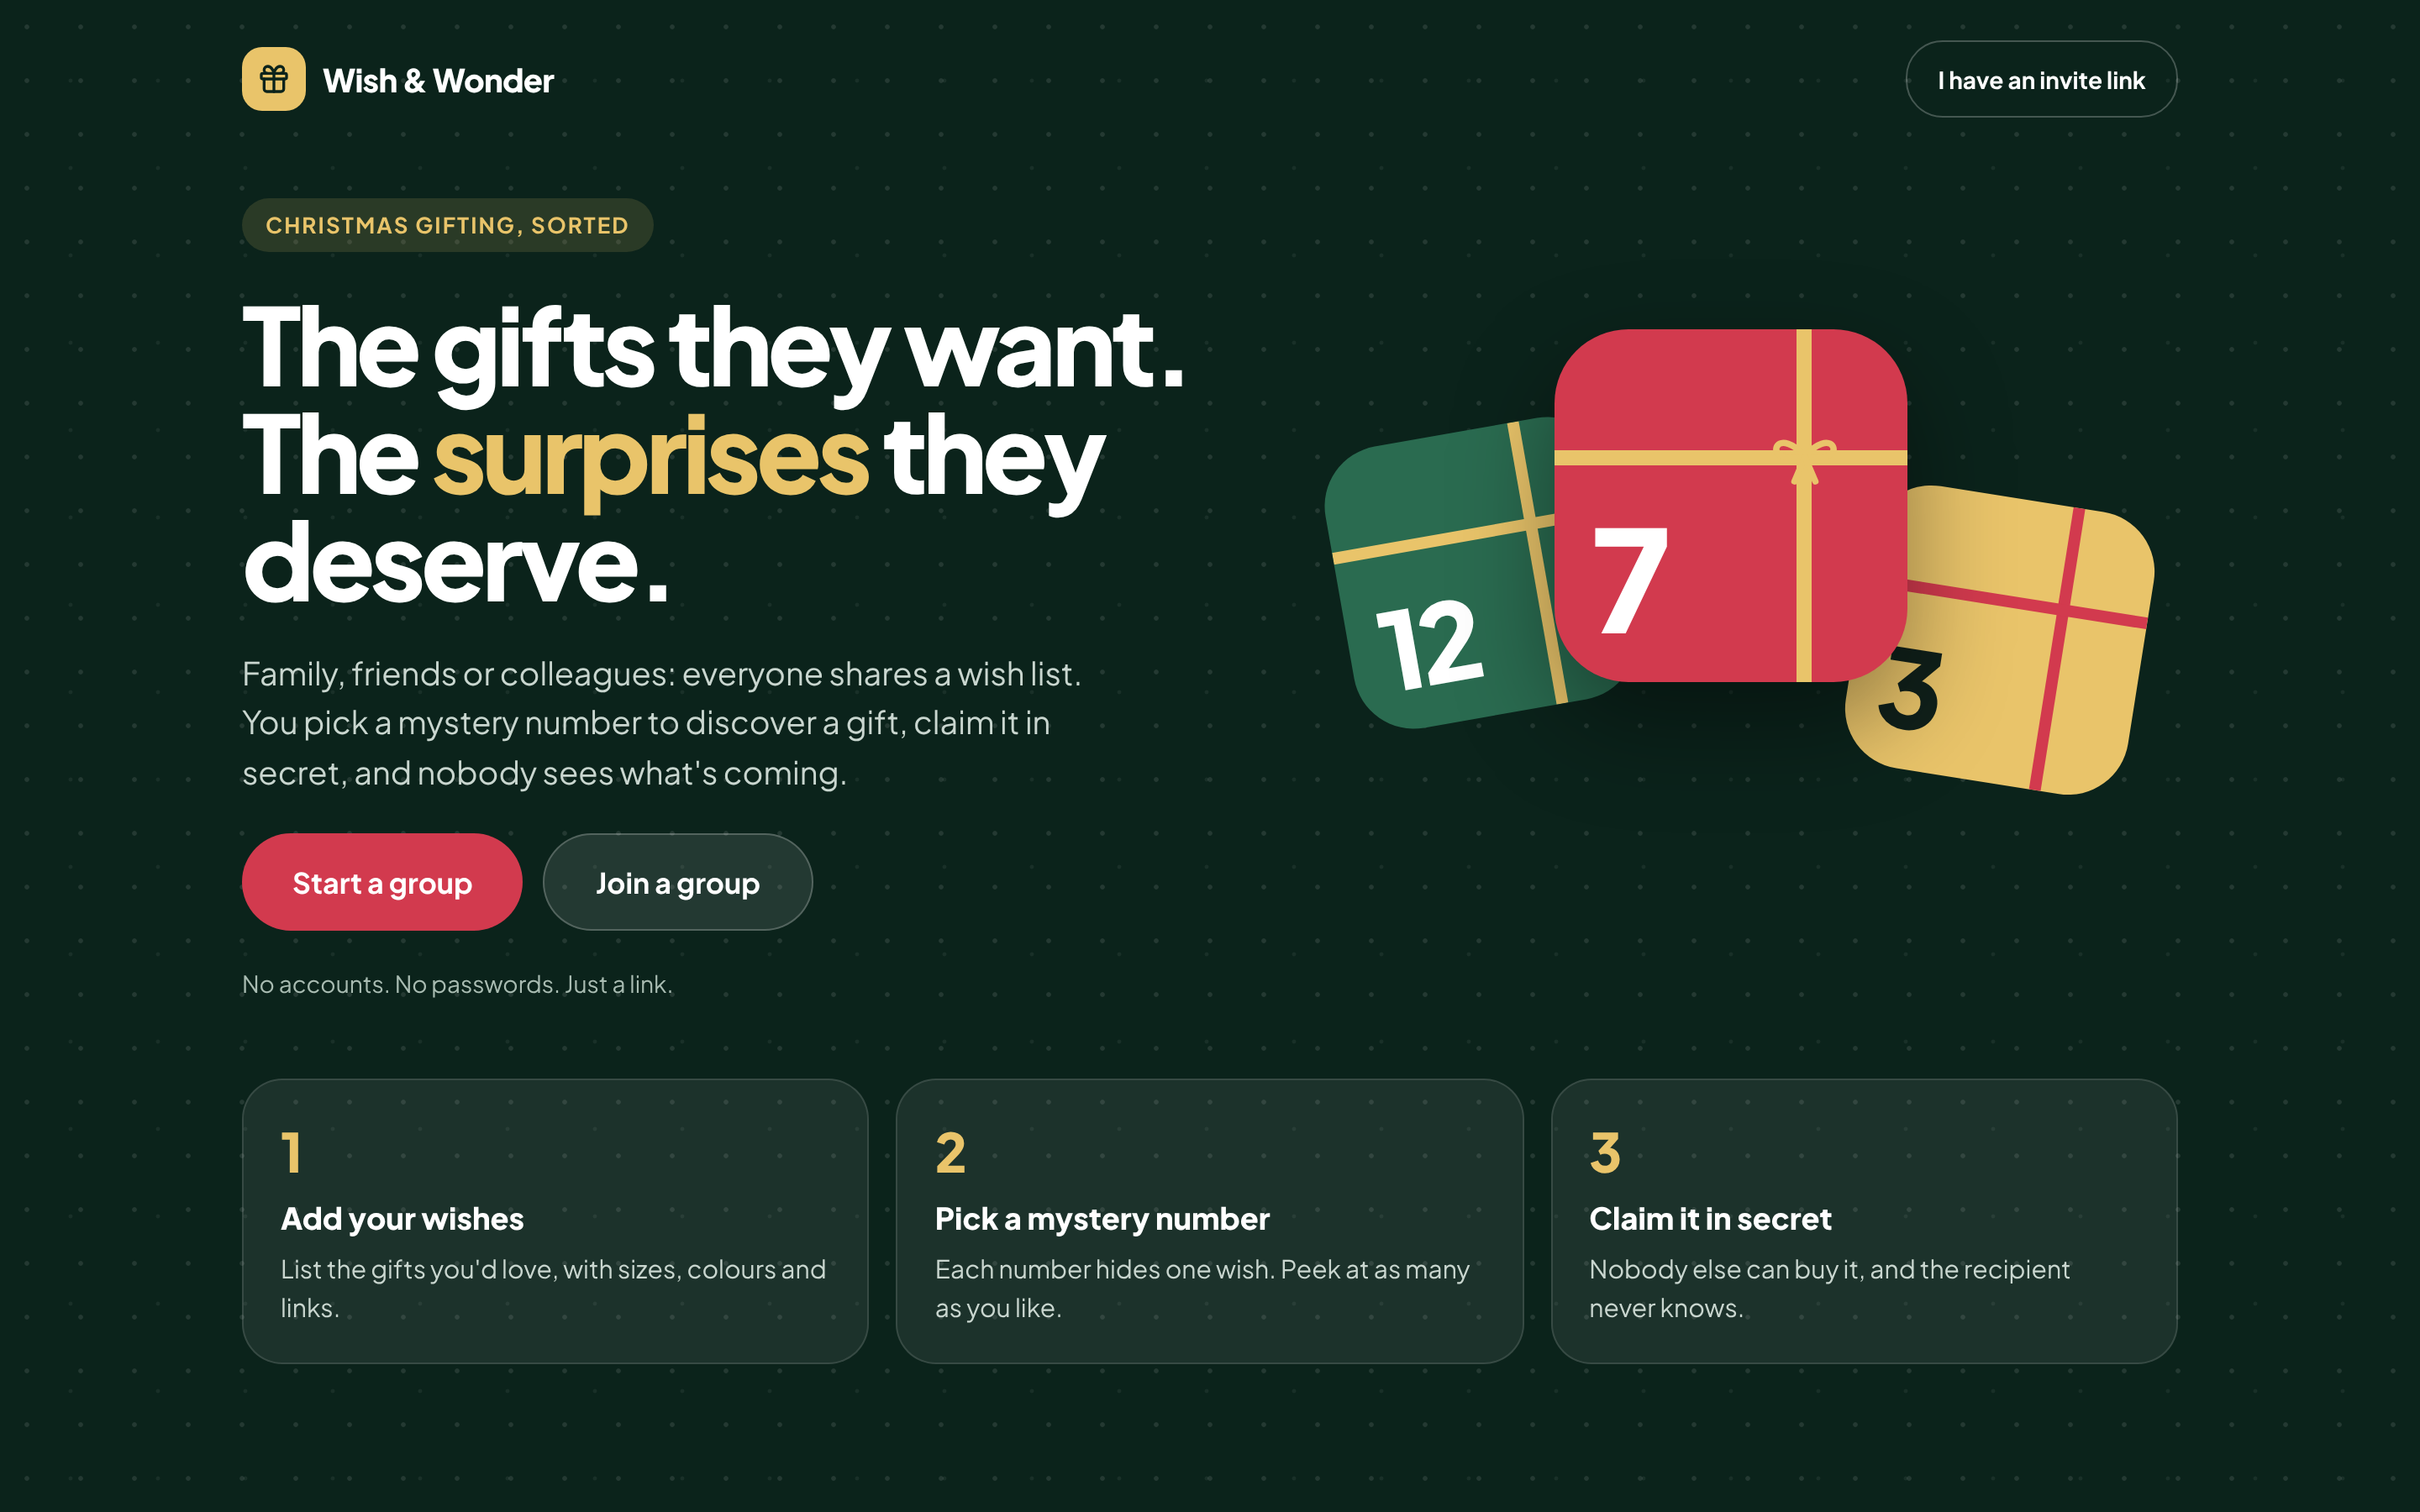 Wish & Wonder
I have an invite link
CHRISTMAS GIFTING, SORTED
The gifts they want.
The surprises they
deserve.
Family, friends or colleagues: everyone shares a wish list.
You pick a mystery number to discover a gift, claim it in
secret, and nobody sees what's coming.
Start a group
Join a group
No accounts. No passwords. Just a link.
12
7
3
1
Add your wishes
List the gifts you'd love, with sizes, colours and
links.
2
Pick a mystery number
Each number hides one wish. Peek at as many
as you like.
3
Claim it in secret
Nobody else can buy it, and the recipient
never knows.